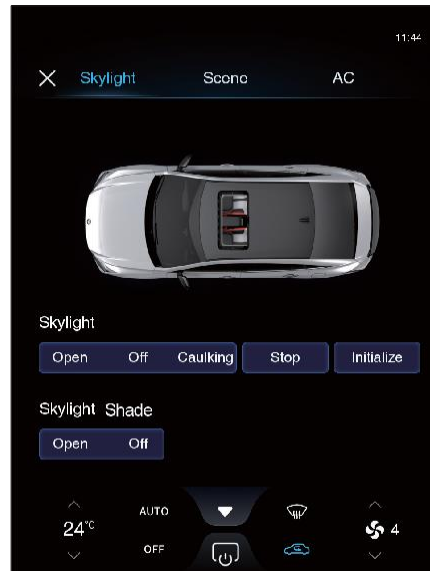 11:44
Skylight Scene AC
Skylight
Open Off Caulking Stop Initialize
Skylight Shade
Open Off
AUTO
24°C 4
OFF